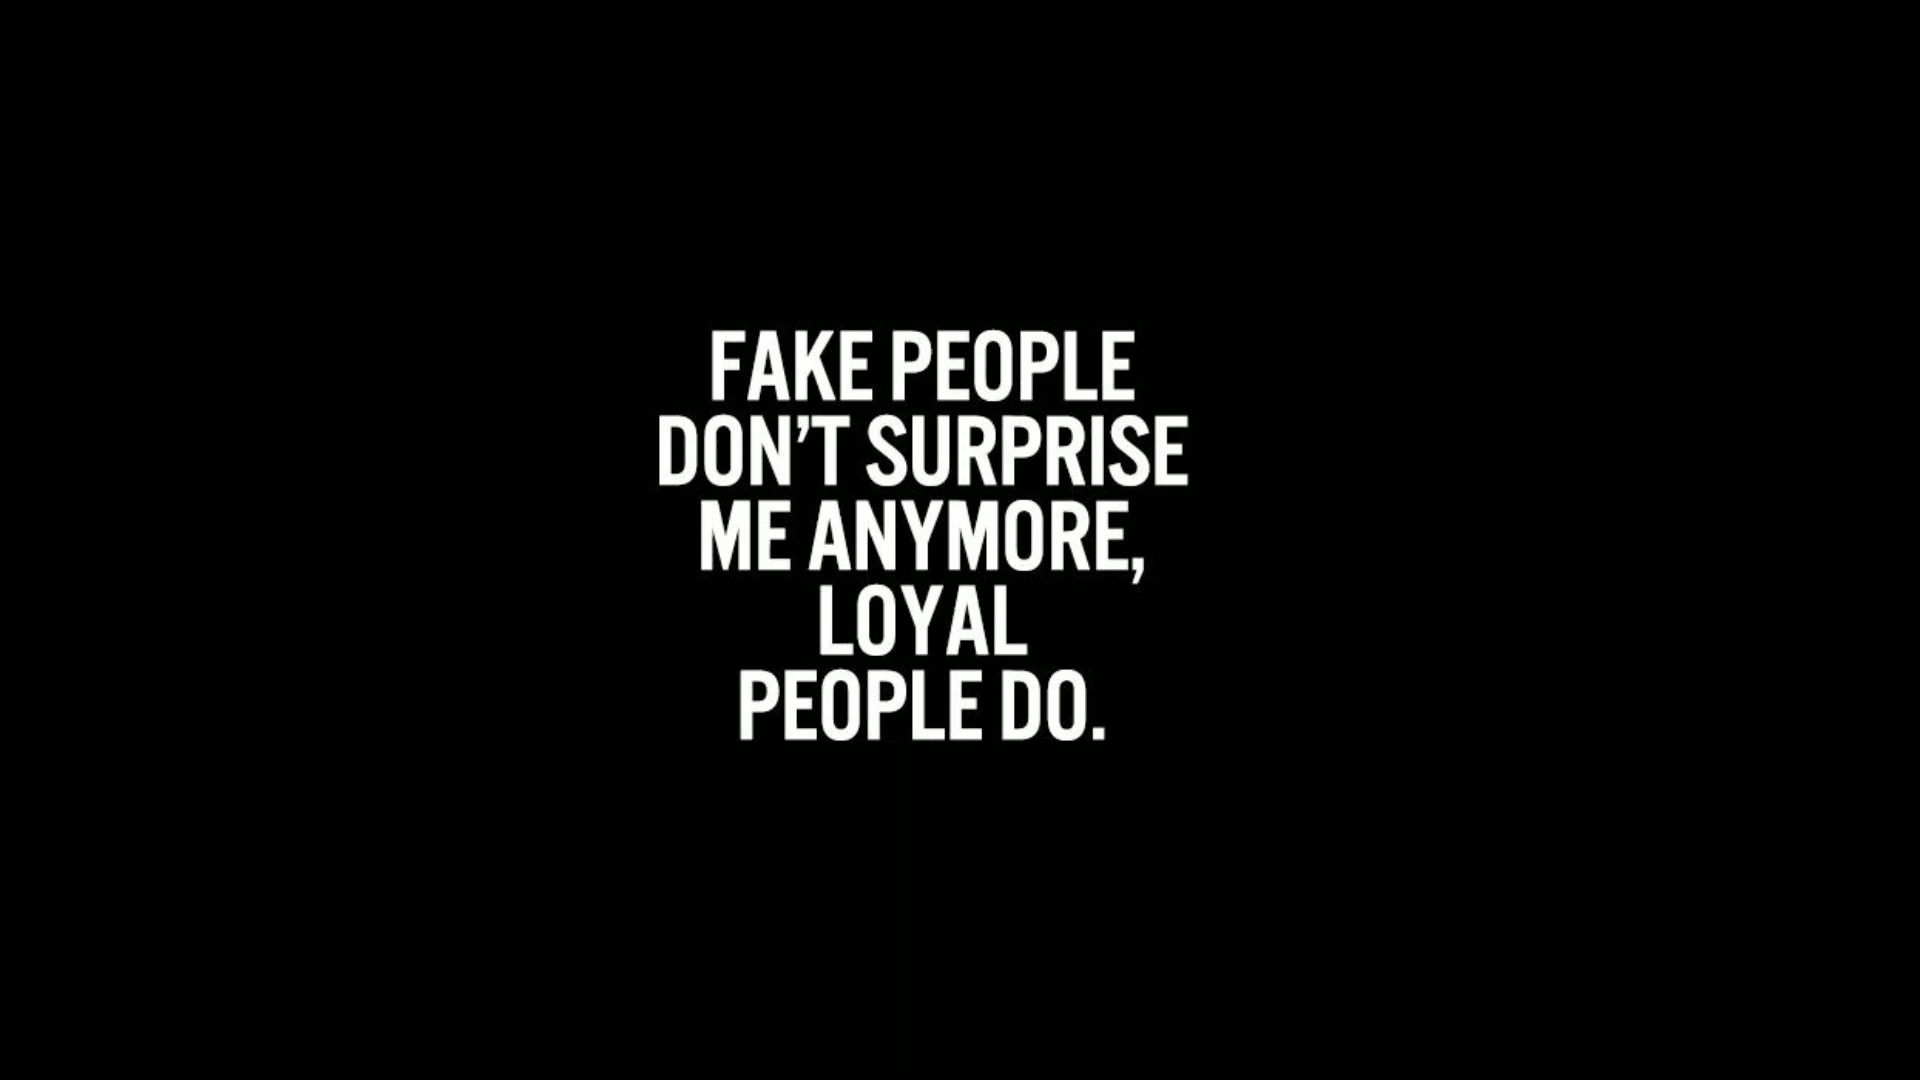 FAKE PEOPLE
DON'T SURPRISE
ME ANYMORE,
LOYAL
PEOPLE DO.